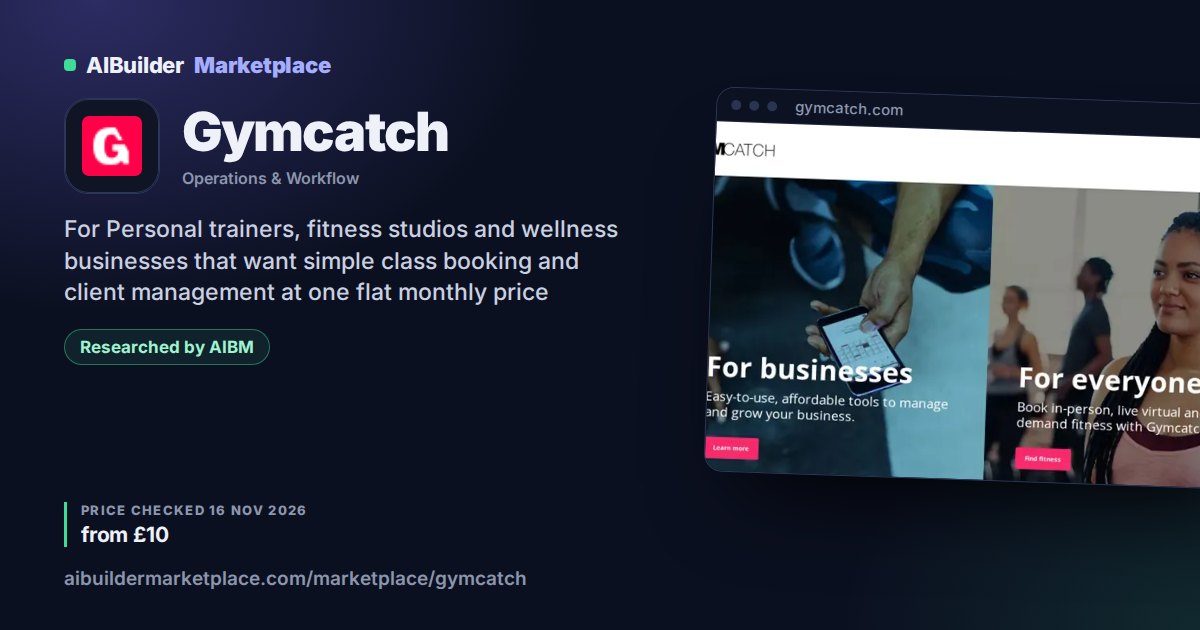 AIBuilder Marketplace
G
Gymcatch
Operations & Workflow
For Personal trainers, fitness studios and wellness
businesses that want simple class booking and
client management at one flat monthly price
Researched by AIBM
PRICE CHECKED 16 NOV 2026
from £10
aibuildermarketplace.com/marketplace/gymcatch
gymcatch.com
MCATCH
For businesses
Easy-to-use, affordable tools to manage
and grow your business.
Learn more
For everyone
Book in-person, live virtual an
demand fitness with Gymcatc
Find fitness